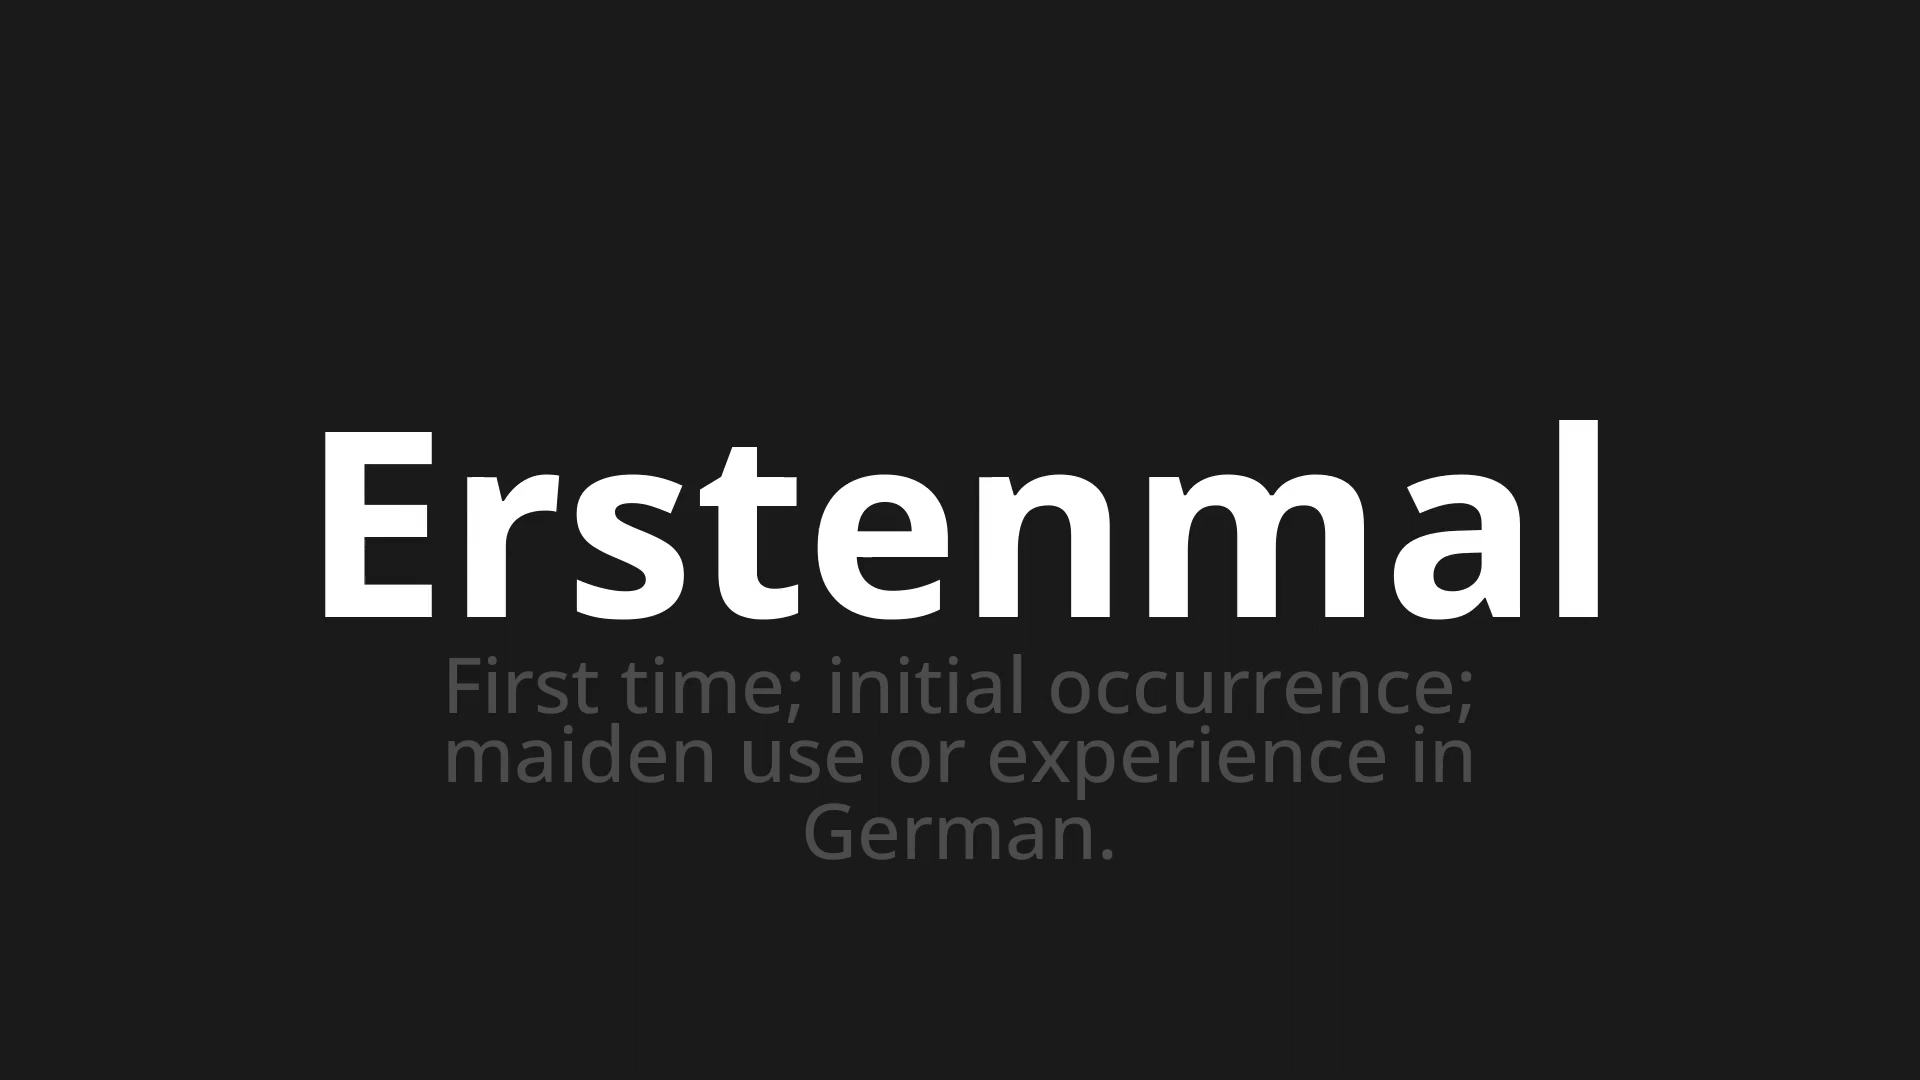 Erstenmal
First time; initial occurrence;
maiden use or experience in
German.